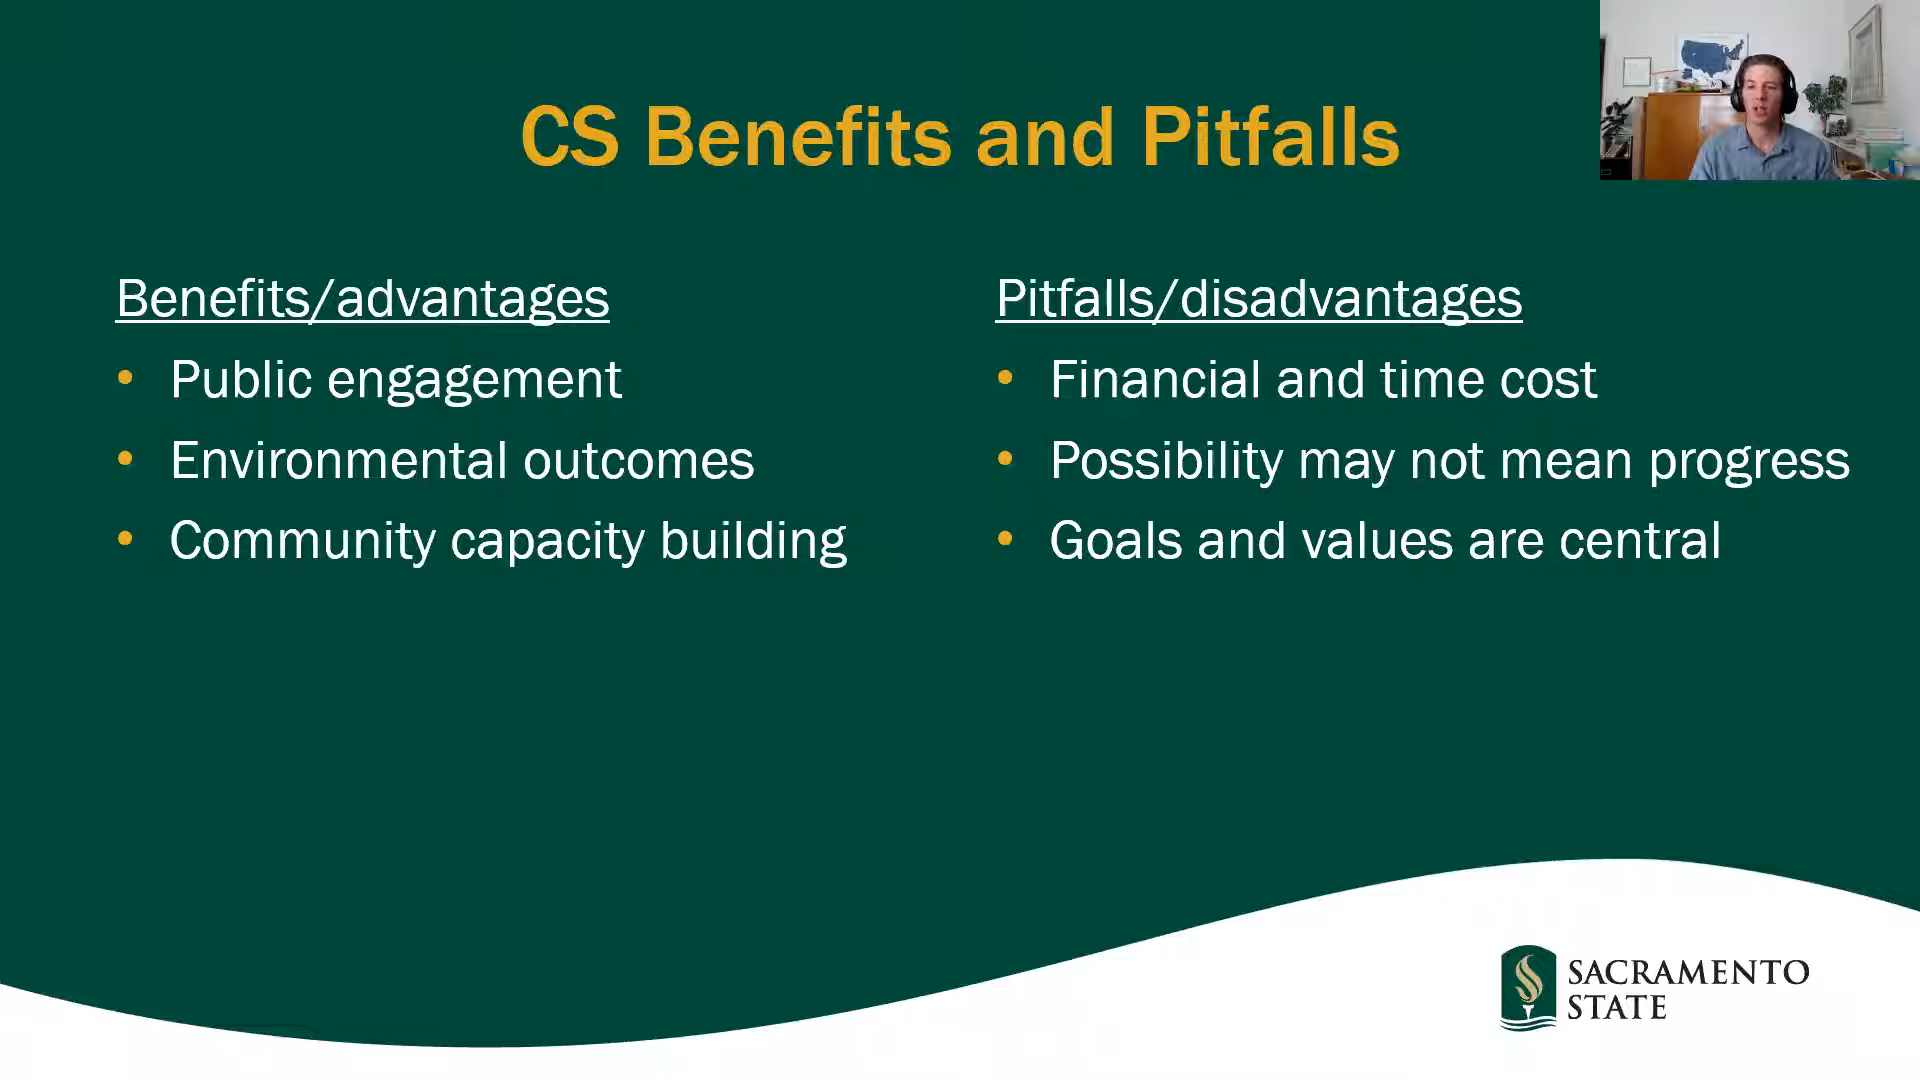 CS Benefits and Pitfalls
Benefits/advantages
• Public engagement
• Environmental outcomes
• Community capacity building
Pitfalls/disadvantages
• Financial and time cost
• Possibility may not mean progress
• Goals and values are central
SACRAMENTO
STATE